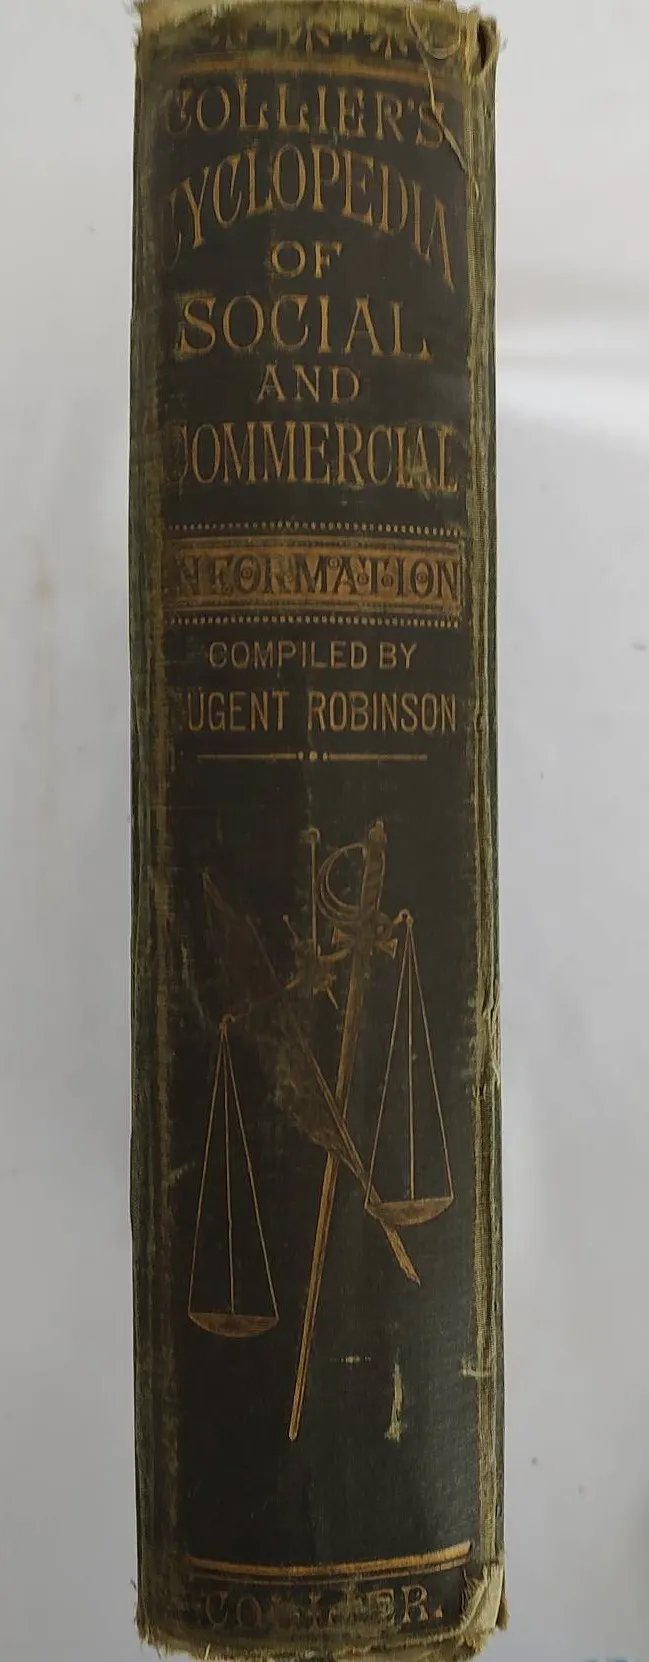 COLLIER'S
CYCLOPEDIA
OF
SOCIAL
AND
COMMERCIAL
INFORMATION
COMPILED BY
NUGENT ROBINSON
COLLIER.